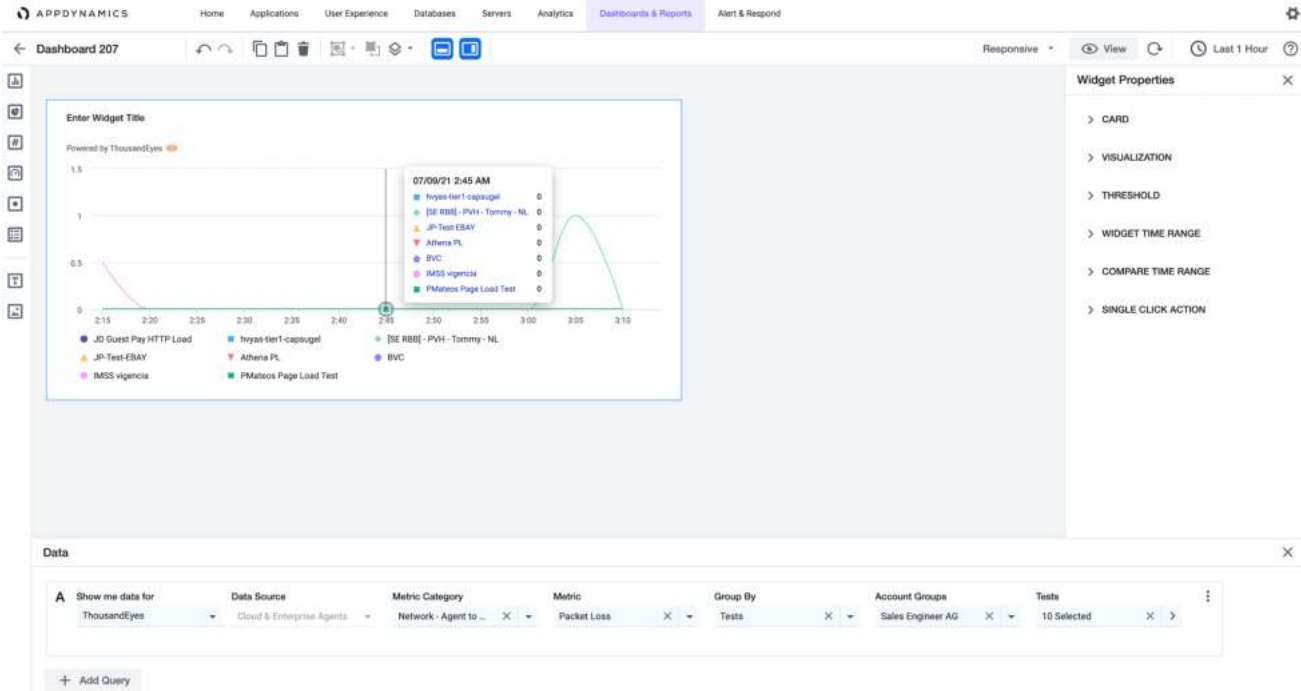 APPDYNAMICS
Home Applications User Experience Databases Servers Analytics Dashboards & Reports Alert & Respond
Dashboard 207
Responsive View Last 1 Hour
Widget Properties
CARD
VISUALIZATION
THRESHOLD
WIDGET TIME RANGE
COMPARE TIME RANGE
SINGLE CLICK ACTION
Enter Widget Title
Powered by ThousandEyes
1.5
1
0.5
0
2:15 2:20 2:25 2:30 2:35 2:40 2:45 2:50 2:55 3:00 3:05 3:10
07/09/21 2:45 AM
hvyas-tier1-capsugel 0
[SE RBB] - PVH - Tommy - NL 0
JP-Test-EBAY 0
Athena PL 0
BVC 0
IMSS vigencia 0
PMateos Page Load Test 0
JD Guest Pay HTTP Load hvyas-tier1-capsugel [SE RBB] - PVH - Tommy - NL
JP-Test-EBAY Athena PL BVC
IMSS vigencia PMateos Page Load Test
Data
A Show me data for Data Source Metric Category Metric Group By Account Groups Tests
ThousandEyes Cloud & Enterprise Agents Network - Agent to ... Packet Loss Tests Sales Engineer AG 10 Selected
+ Add Query